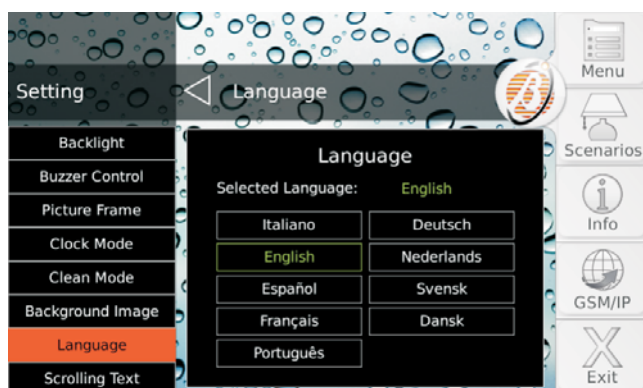 Setting
Language
Backlight
Buzzer Control
Picture Frame
Clock Mode
Clean Mode
Background Image
Language
Scrolling Text
Language
Selected Language: English
Italiano Deutsch
English Nederlands
Español Svensk
Français Dansk
Português
Menu
Scenarios
Info
GSM/IP
Exit